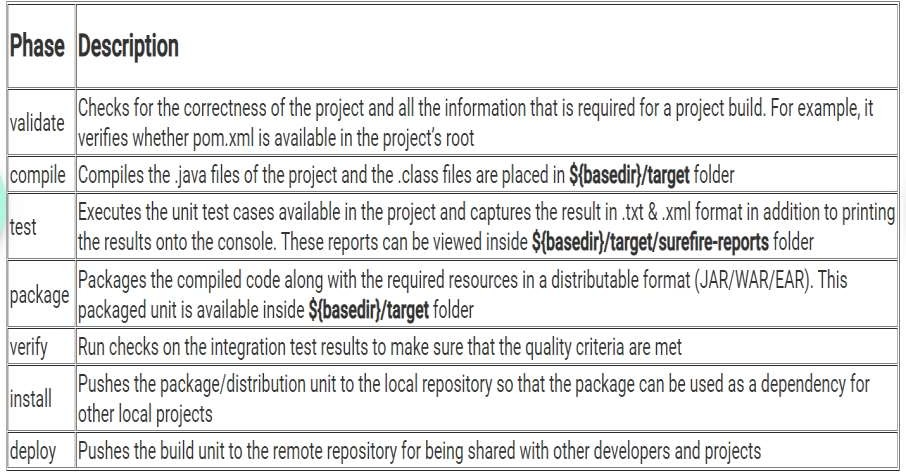 Phase Description
validate Checks for the correctness of the project and all the information that is required for a project build. For example, it
verifies whether pom.xml is available in the project's root
compile Compiles the .java files of the project and the .class files are placed in ${basedir}/target folder
test Executes the unit test cases available in the project and captures the result in .txt & .xml format in addition to printing
the results onto the console. These reports can be viewed inside ${basedir}/target/surefire-reports folder
package Packages the compiled code along with the required resources in a distributable format (JAR/WAR/EAR). This
packaged unit is available inside ${basedir}/target folder
verify Run checks on the integration test results to make sure that the quality criteria are met
install Pushes the package/distribution unit to the local repository so that the package can be used as a dependency for
other local projects
deploy Pushes the build unit to the remote repository for being shared with other developers and projects